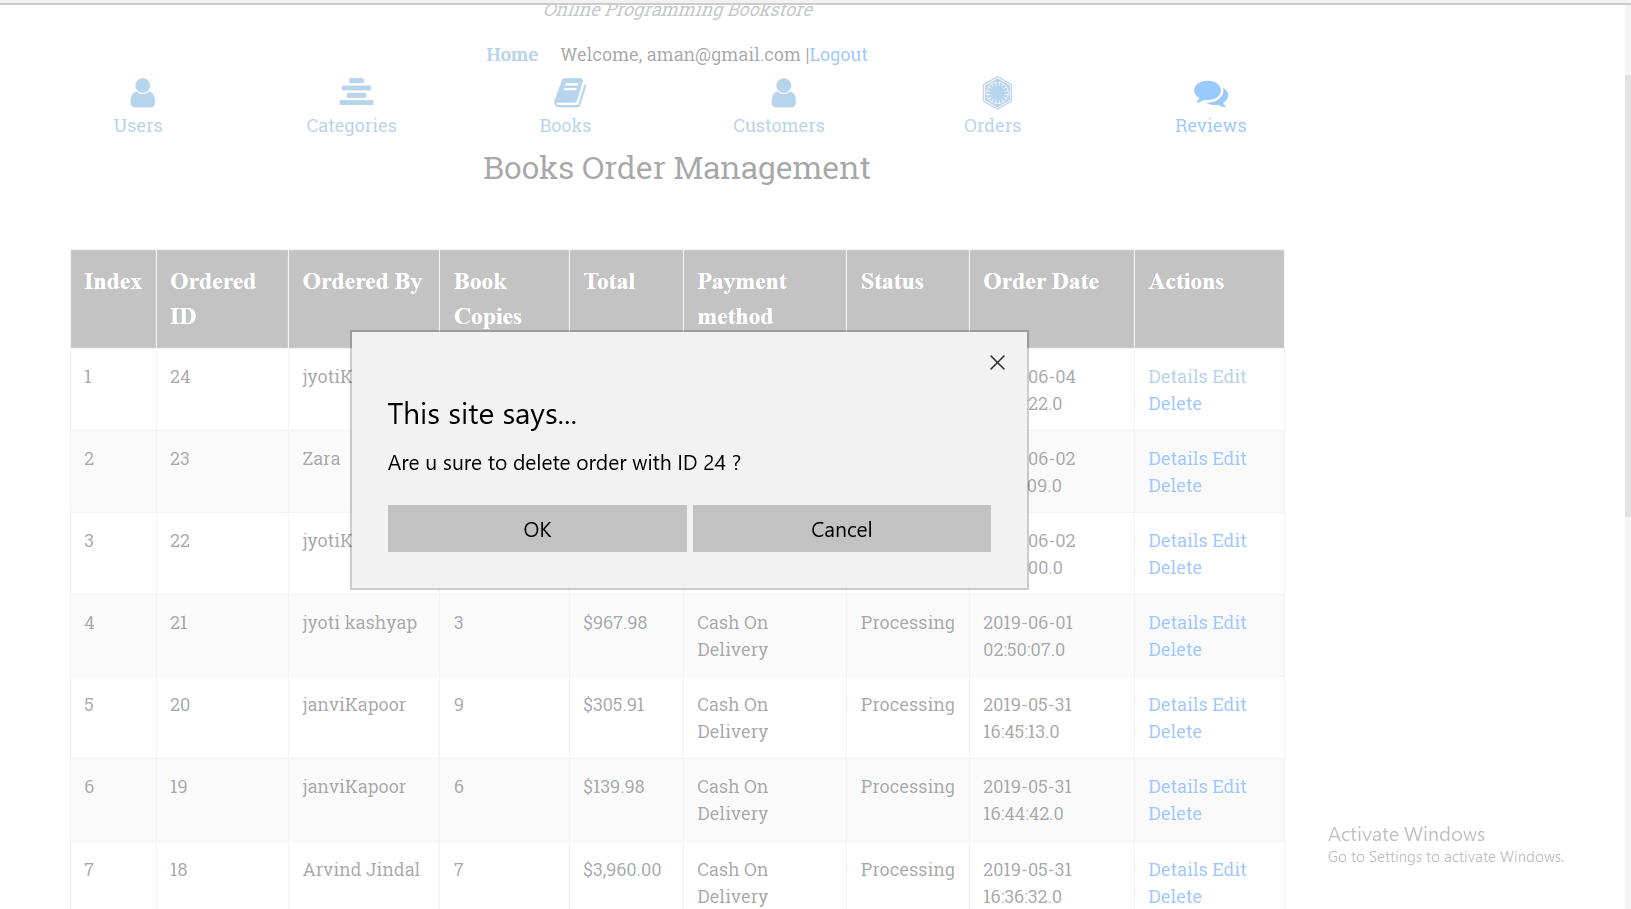 Online Programming Bookstore
Home Welcome, aman@gmail.com |Logout
Users Categories Books Customers Orders Reviews
Books Order Management
Index Ordered ID Ordered By Book Copies Total Payment method Status Order Date Actions
1 24 06-04 Details Edit
22.0 Delete
2 23 Zara 06-02 Details Edit
09.0 Delete
3 22 06-02 Details Edit
00.0 Delete
This site says...
Are u sure to delete order with ID 24 ?
OK Cancel
4 21 jyoti kashyap 3 $967.98 Cash On Processing 2019-06-01 Details Edit
Delivery 02:50:07.0 Delete
5 20 janviKapoor 9 $305.91 Cash On Processing 2019-05-31 Details Edit
Delivery 16:45:13.0 Delete
6 19 janviKapoor 6 $139.98 Cash On Processing 2019-05-31 Details Edit
Delivery 16:44:42.0 Delete
7 18 Arvind Jindal 7 $3,960.00 Cash On Processing 2019-05-31 Details Edit
Delivery 16:36:32.0 Delete
Activate Windows
Go to Settings to activate Windows.